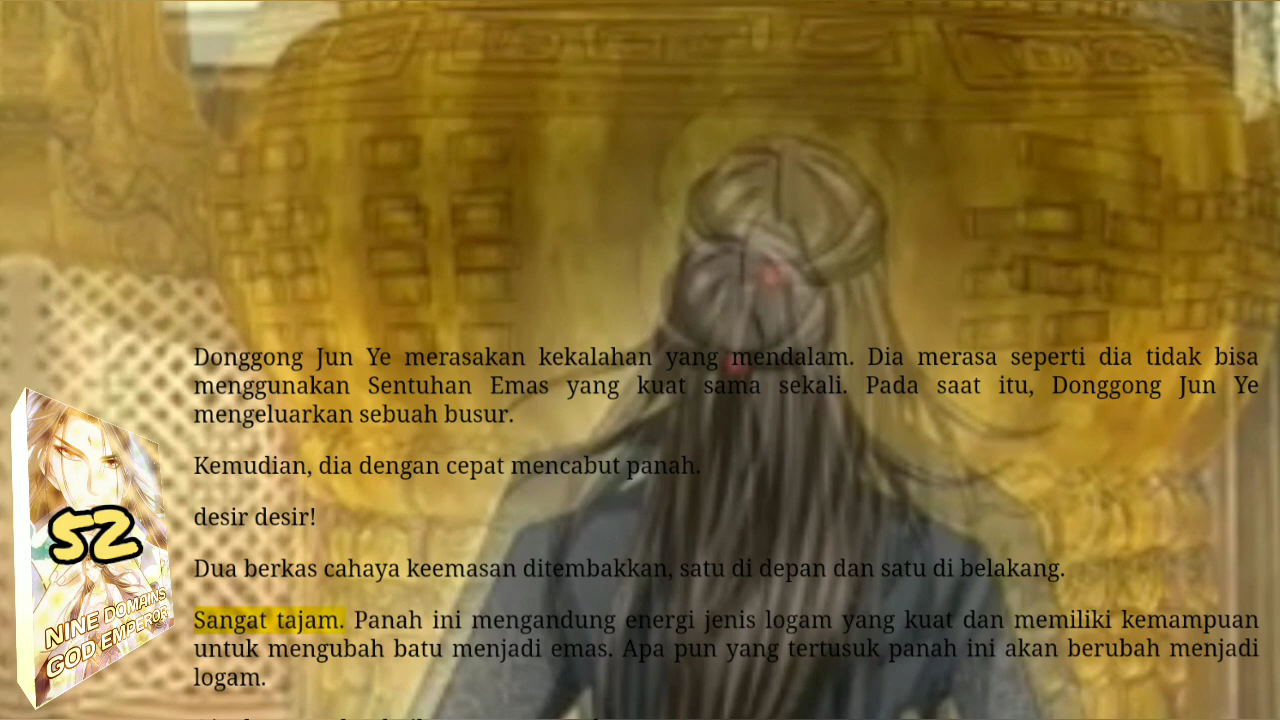 Donggong Jun Ye merasakan kekalahan yang mendalam. Dia merasa seperti dia tidak bisa
menggunakan Sentuhan Emas yang kuat sama sekali. Pada saat itu, Donggong Jun Ye
mengeluarkan sebuah busur.
Kemudian, dia dengan cepat mencabut panah.
desir desir!
Dua berkas cahaya keemasan ditembakkan, satu di depan dan satu di belakang.
Sangat tajam. Panah ini mengandung energi jenis logam yang kuat dan memiliki kemampuan
untuk mengubah batu menjadi emas. Apa pun yang tertusuk panah ini akan berubah menjadi
logam.
52
NINE DOMAINS
GOD EMPEROR